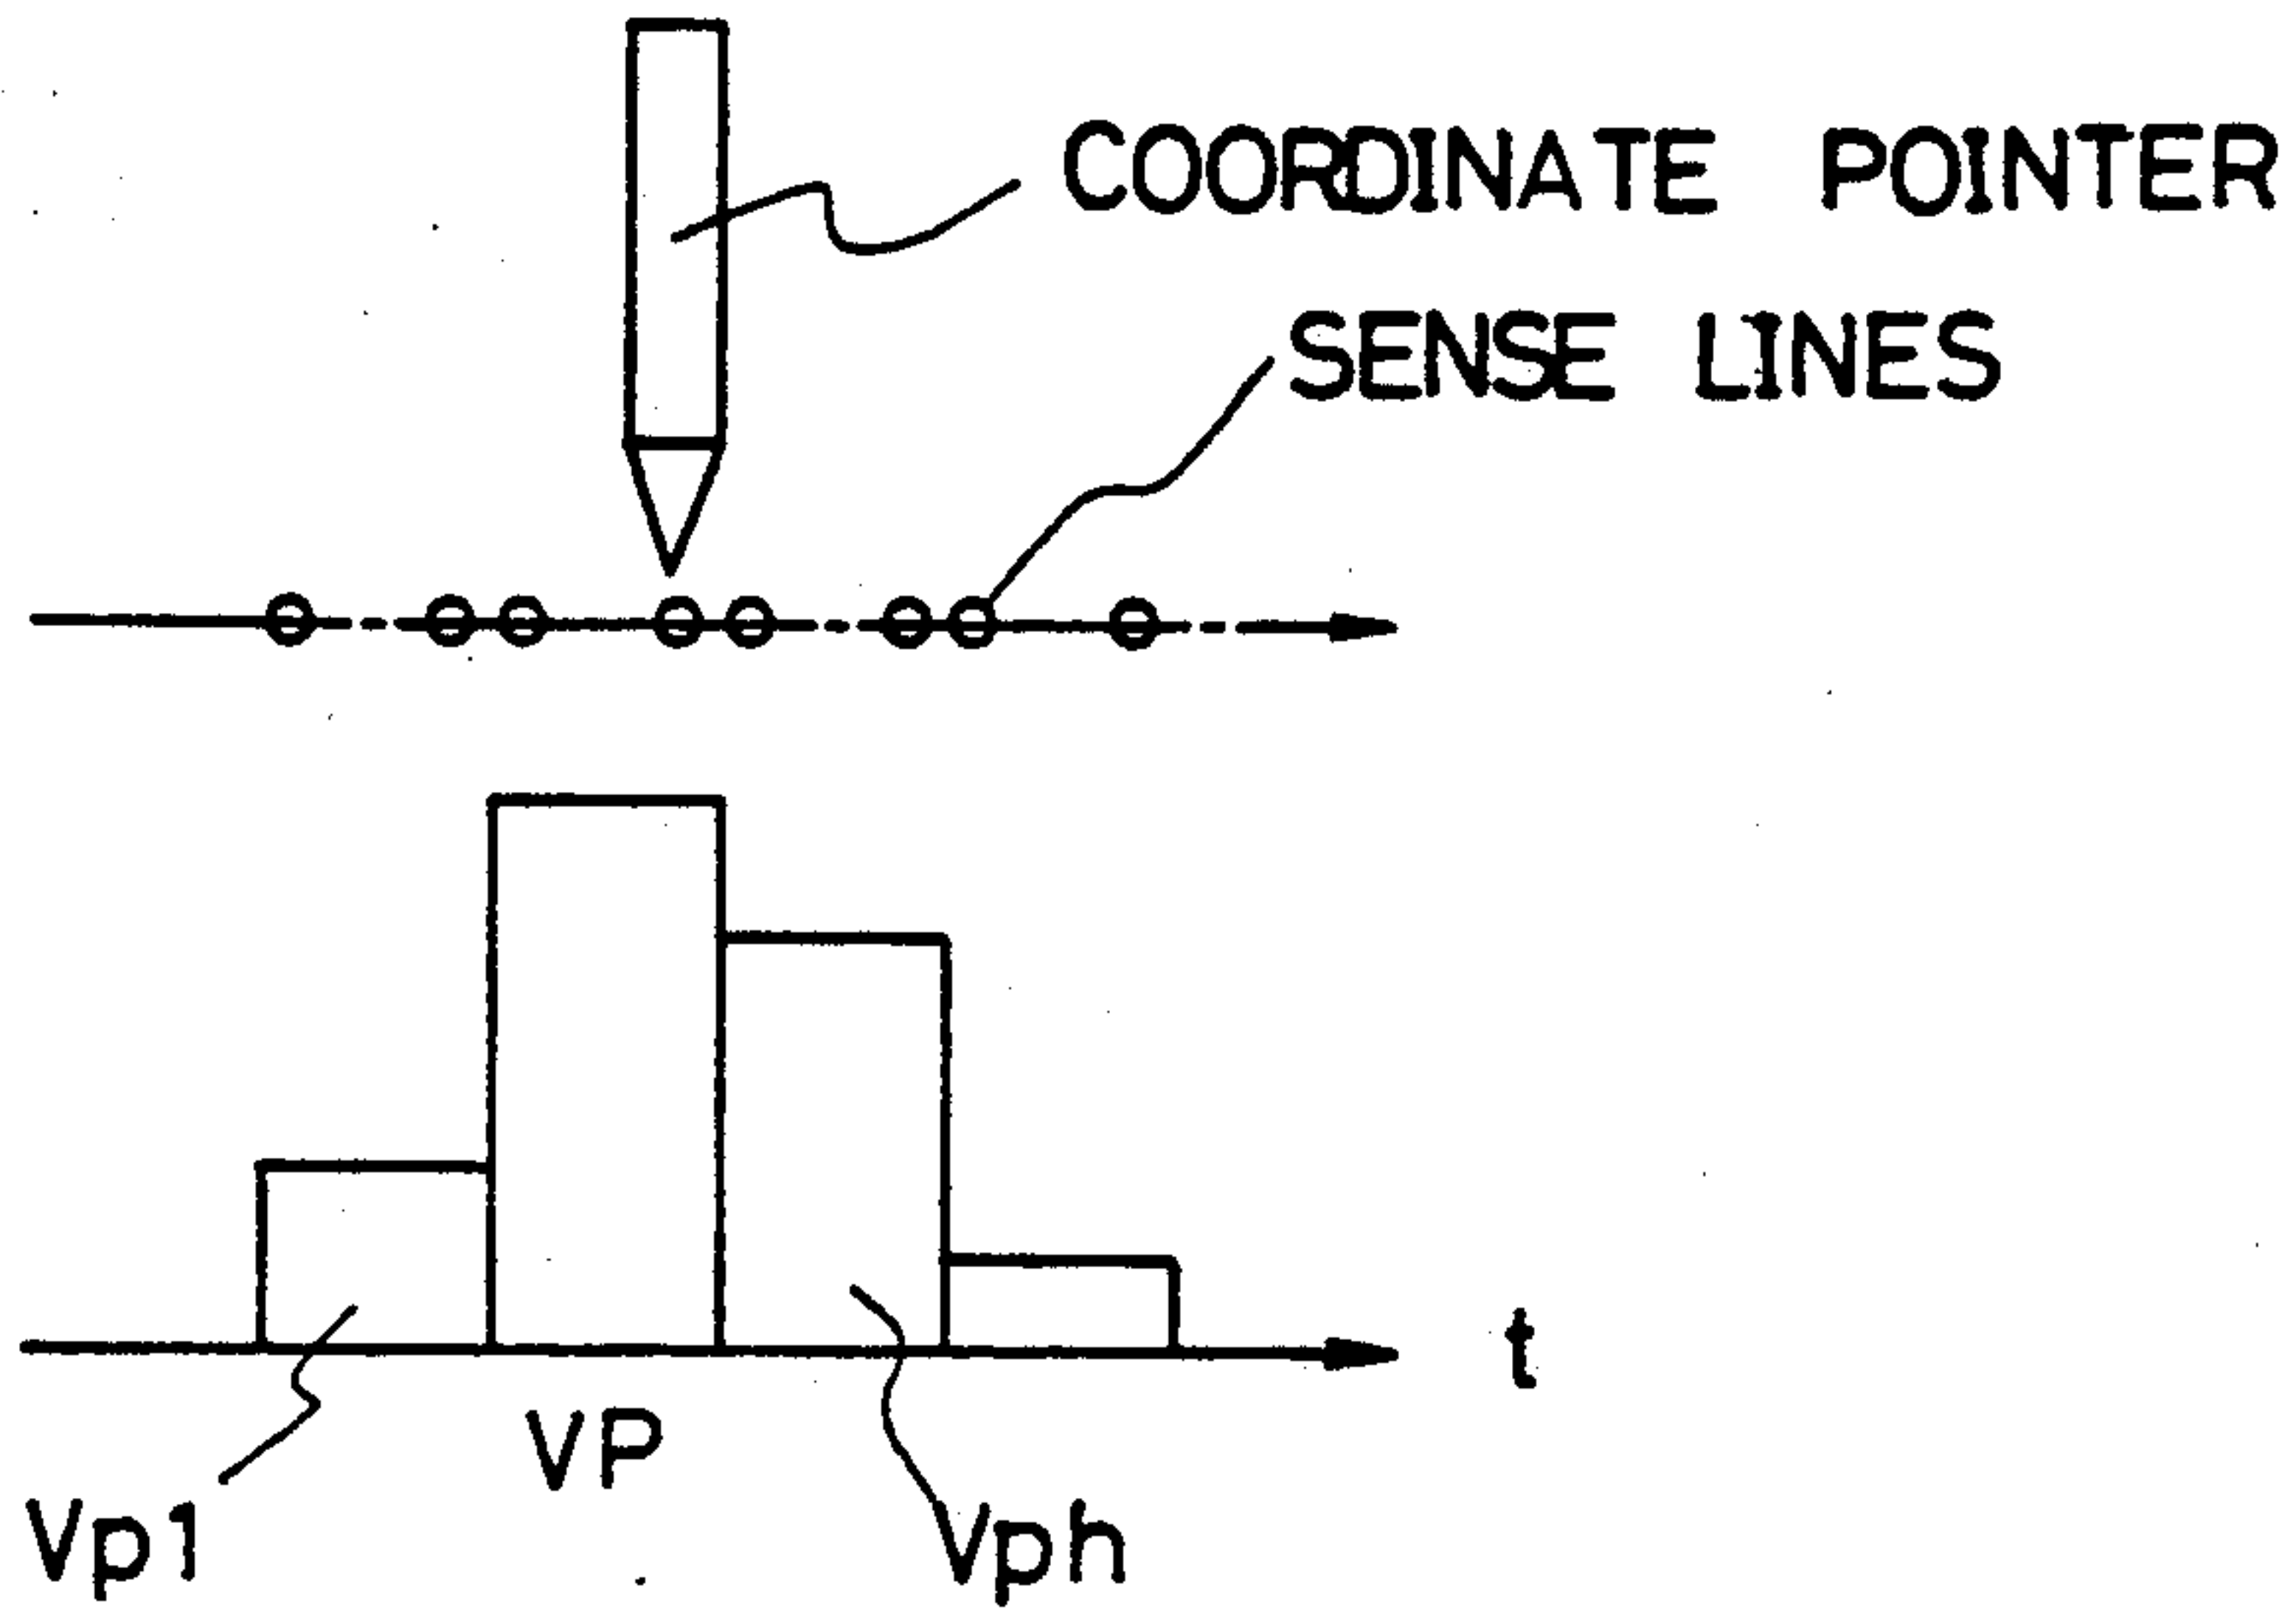 COORDINATE POINTER
SENSE LINES
t
VP
Vp1
Vph